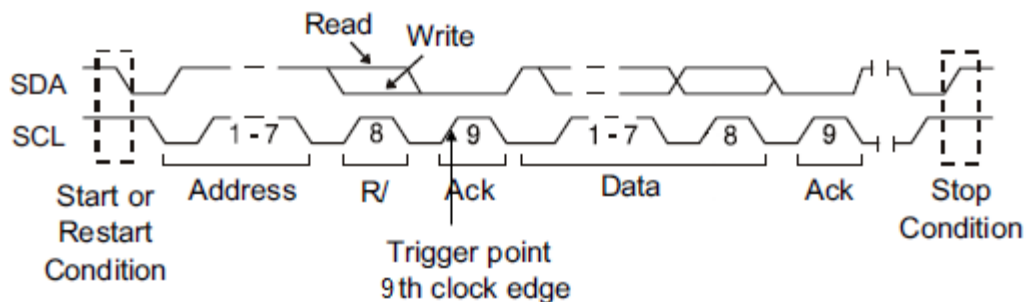 Read
Write
SDA
SCL
1 - 7
8
9
1 - 7
8
9
Address
R/
Ack
Data
Ack
Start or
Restart
Condition
Stop
Condition
Trigger point
9th clock edge